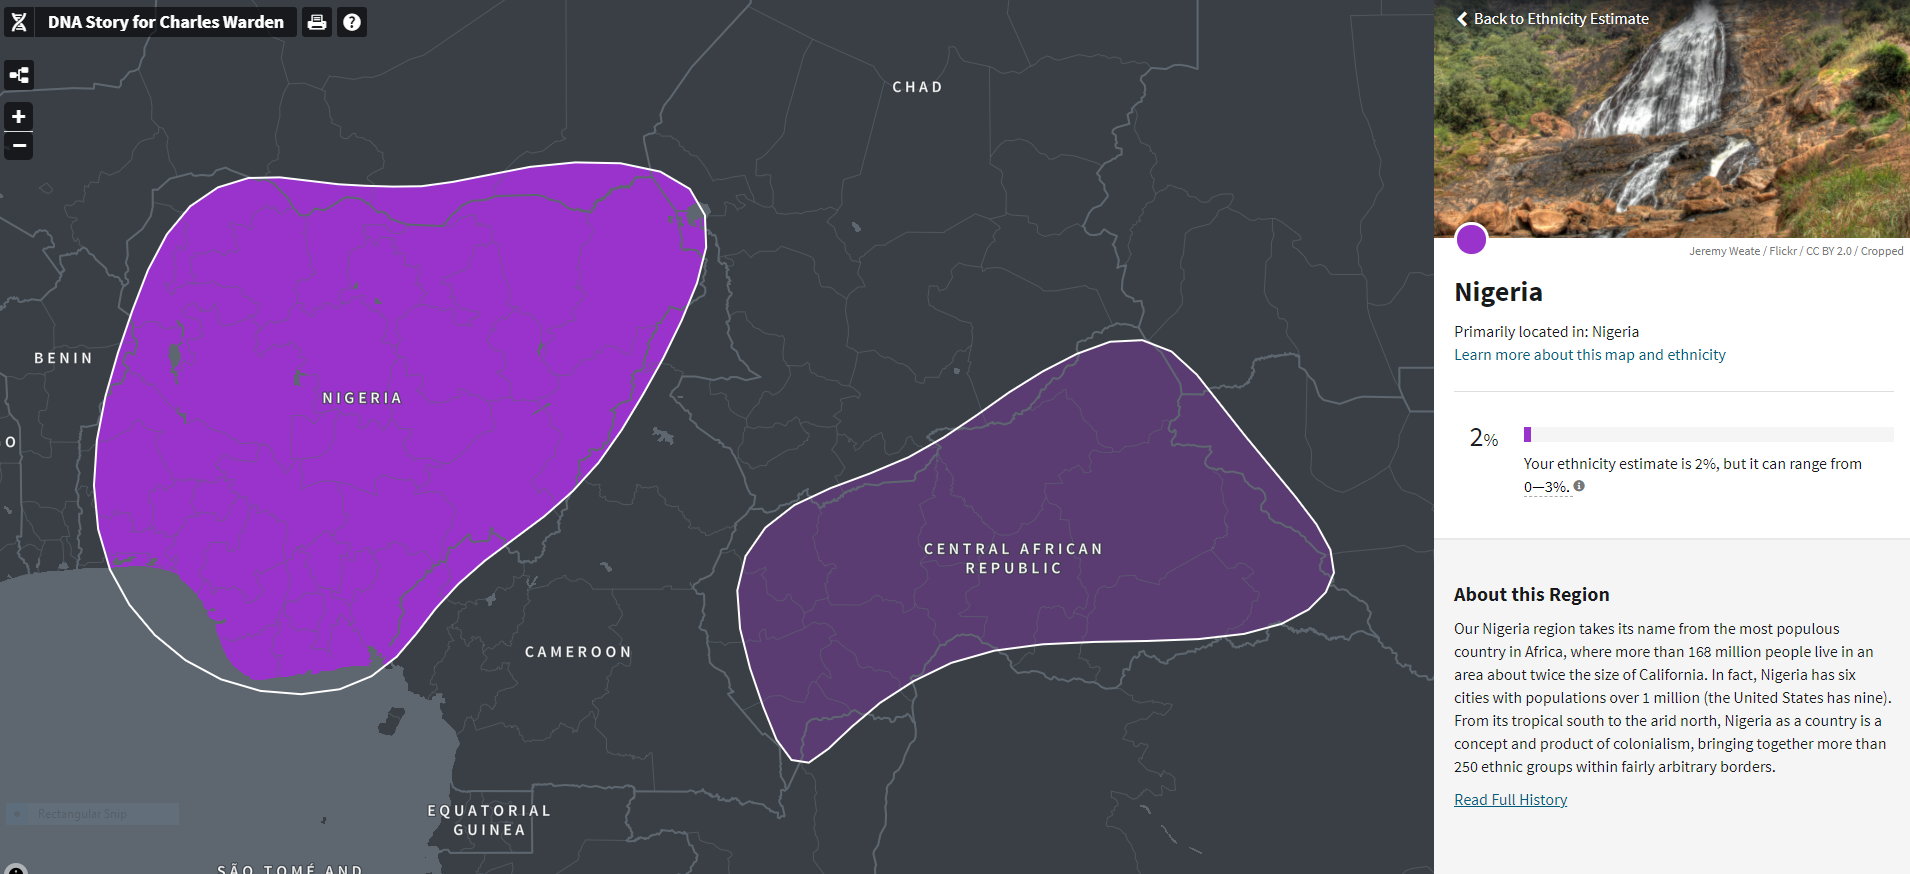 DNA Story for Charles Warden
CHAD
BENIN
NIGERIA
O
CENTRAL AFRICAN
REPUBLIC
CAMEROON
EQUATORIAL
GUINEA
Rectangular Snip
SÃO TOMÉ AND
Back to Ethnicity Estimate
Jeremy Weate / Flickr / CC BY 2.0 / Cropped
Nigeria
Primarily located in: Nigeria
Learn more about this map and ethnicity
2%
Your ethnicity estimate is 2%, but it can range from
0—3%.
About this Region
Our Nigeria region takes its name from the most populous
country in Africa, where more than 168 million people live in an
area about twice the size of California. In fact, Nigeria has six
cities with populations over 1 million (the United States has nine).
From its tropical south to the arid north, Nigeria as a country is a
concept and product of colonialism, bringing together more than
250 ethnic groups within fairly arbitrary borders.
Read Full History